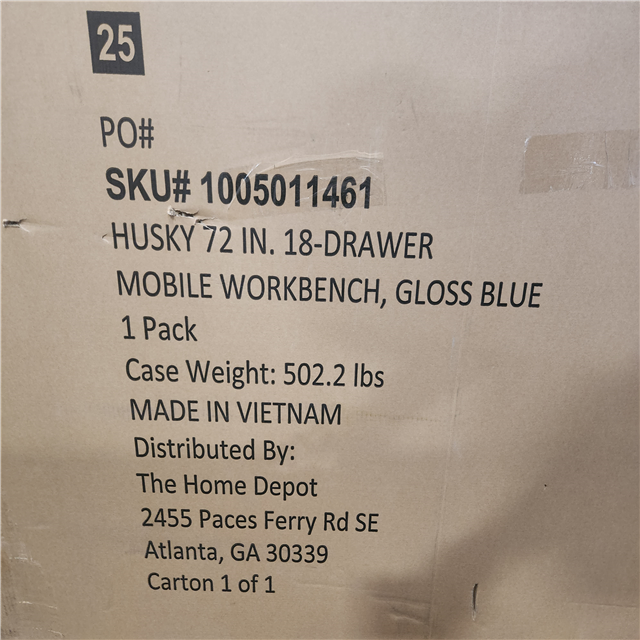 25
PO#
SKU# 1005011461
HUSKY 72 IN. 18-DRAWER
MOBILE WORKBENCH, GLOSS BLUE
1 Pack
Case Weight: 502.2 lbs
MADE IN VIETNAM
Distributed By:
The Home Depot
2455 Paces Ferry Rd SE
Atlanta, GA 30339
Carton 1 of 1